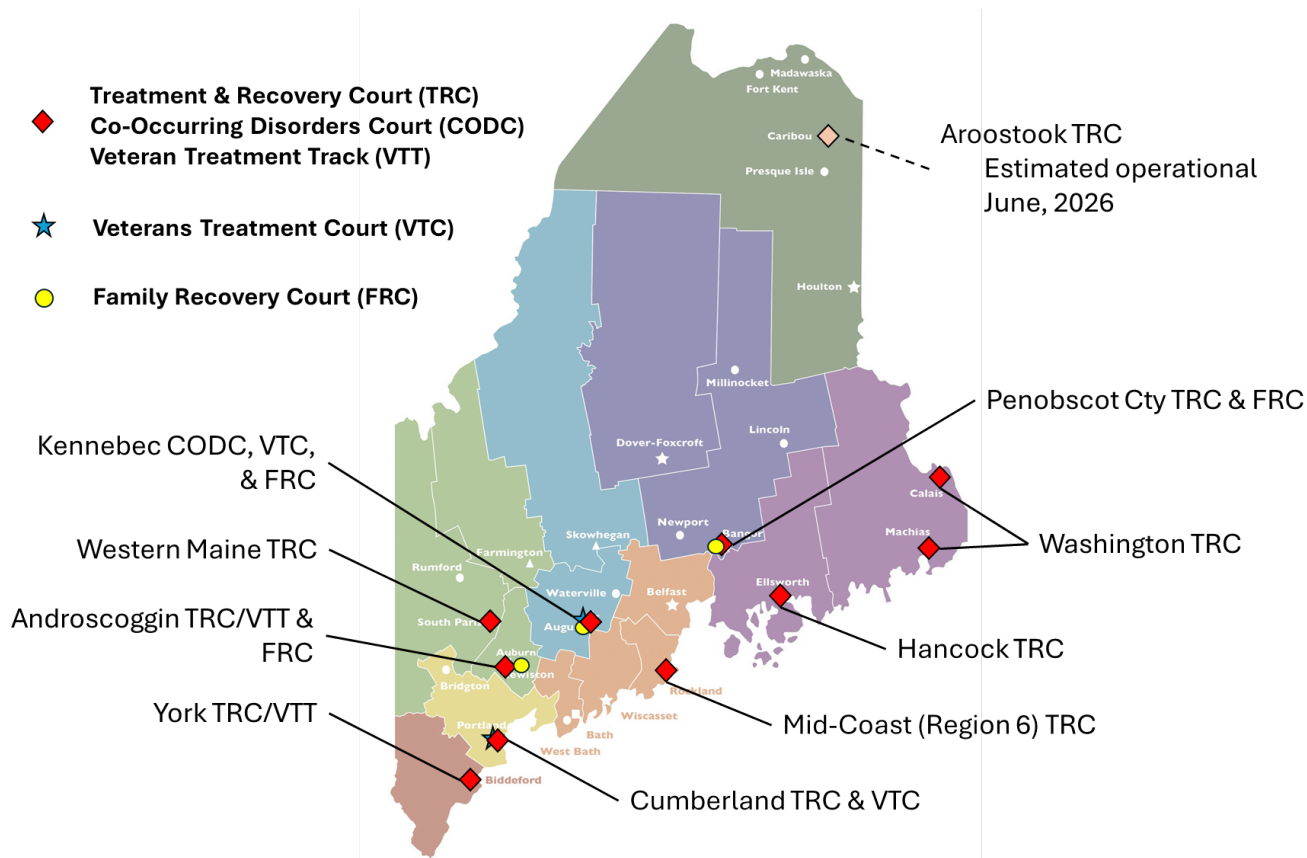 Treatment & Recovery Court (TRC)
Co-Occurring Disorders Court (CODC)
Veteran Treatment Track (VTT)
Veterans Treatment Court (VTC)
Family Recovery Court (FRC)
Madawaska
Fort Kent
Caribou
Presque Isle
Houlton
Aroostook TRC
Estimated operational
June, 2026
Millinocket
Lincoln
Dover-Foxcroft
Penobscot Cty TRC & FRC
Kennebec CODC, VTC,
& FRC
Calais
Newport
Bangor
Machias
Washington TRC
Skowhegan
Farmington
Western Maine TRC
Rumford
Waterville
Belfast
Ellsworth
Androscoggin TRC/VTT &
FRC
South Paris
Augu
Hancock TRC
Auburn
ewiston
Bridgton
Rockland
Wiscasset
York TRC/VTT
Portland
Bath
West Bath
Mid-Coast (Region 6) TRC
Biddeford
Cumberland TRC & VTC